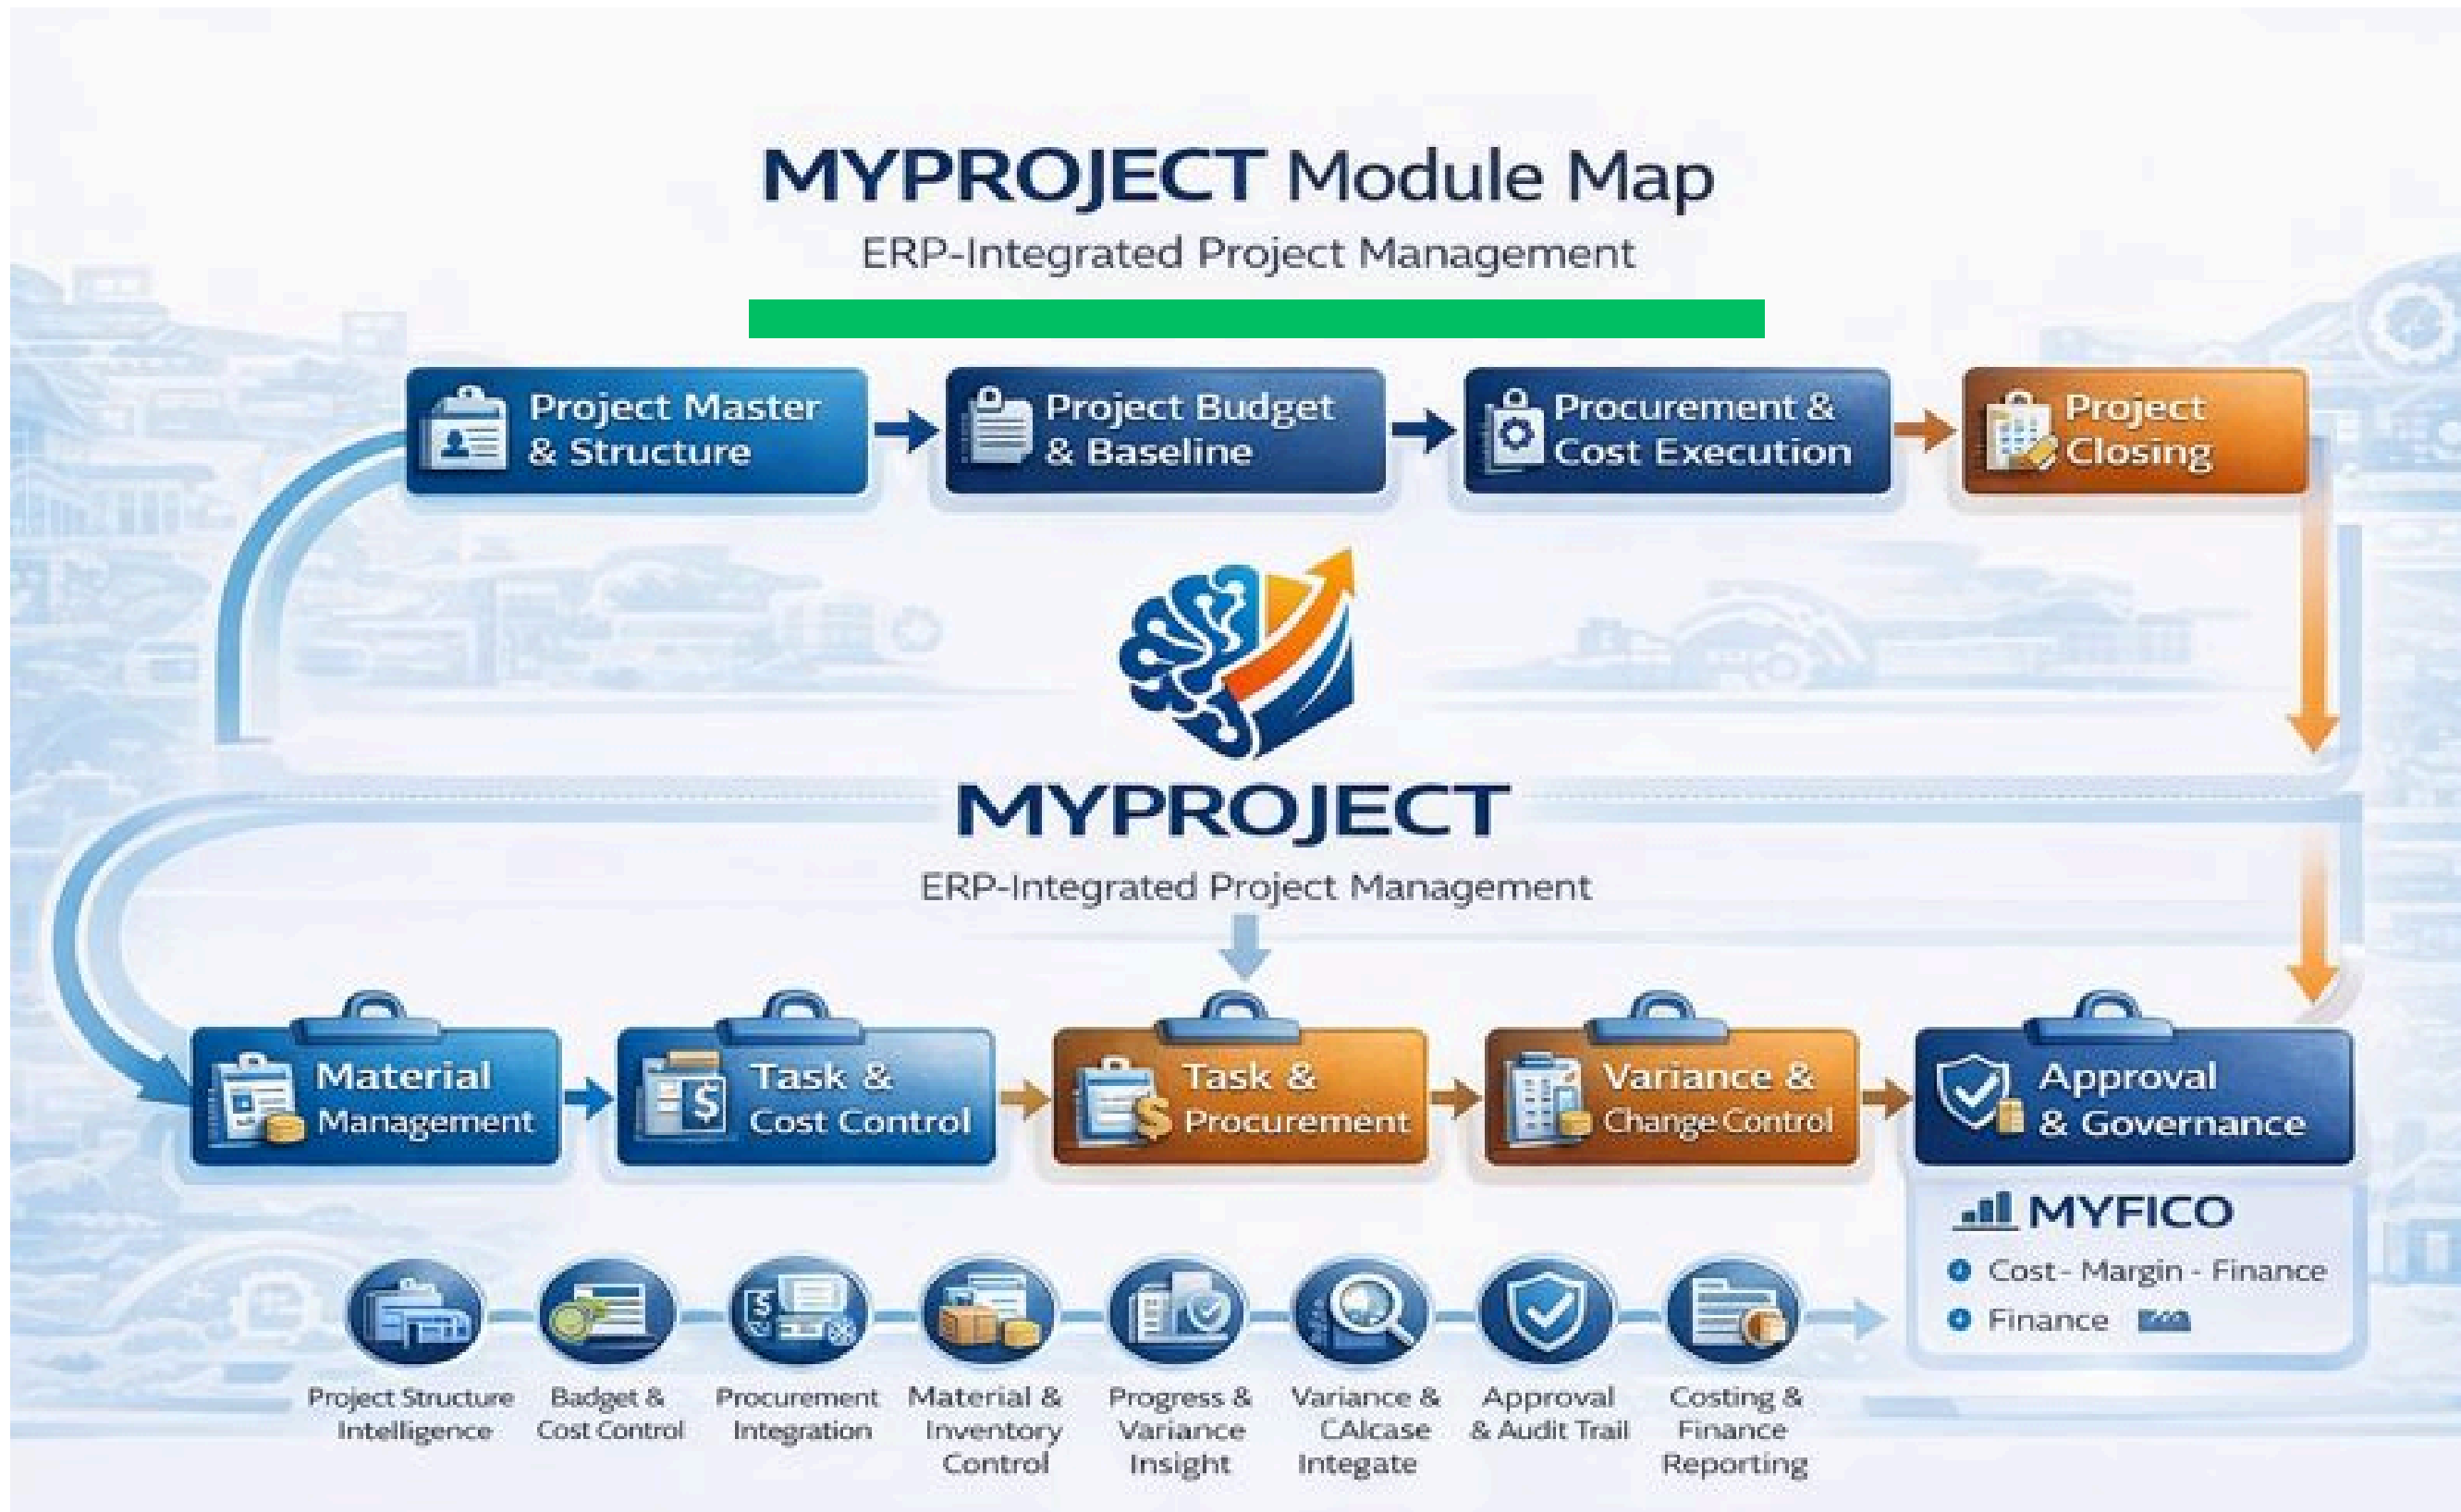 MYPROJECT Module Map
ERP-Integrated Project Management
Project Master
& Structure
Project Budget
& Baseline
Procurement &
Cost Execution
Project
Closing
MYPROJECT
ERP-Integrated Project Management
Material
Management
Task &
Cost Control
Task &
Procurement
Variance &
Change Control
Approval
& Governance
MYFICO
Cost - Margin - Finance
Finance
Project Structure
Intelligence
Badget &
Cost Control
Procurement
Integration
Material &
Inventory
Control
Progress &
Variance
Insight
Variance &
CAlcase
Integate
Approval
& Audit Trail
Costing &
Finance
Reporting